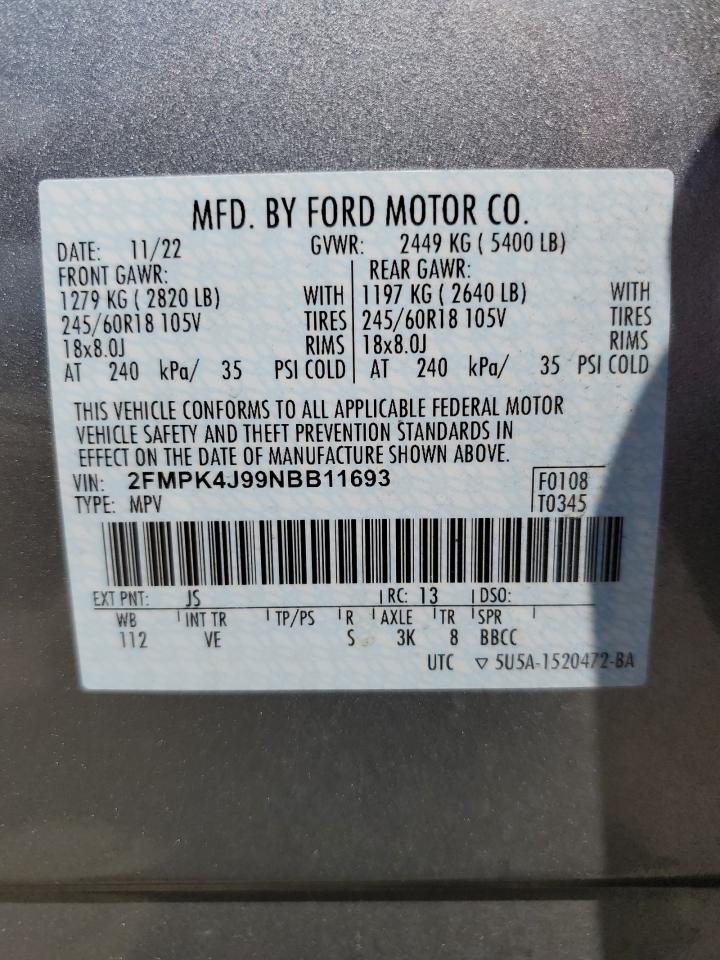 MFD. BY FORD MOTOR CO.
DATE: 11/22 GVWR: 2449 KG ( 5400 LB)
FRONT GAWR: REAR GAWR:
1279 KG ( 2820 LB) WITH 1197 KG ( 2640 LB) WITH
245/60R18 105V TIRES 245/60R18 105V TIRES
18x8.0J RIMS 18x8.0J RIMS
AT 240 kPa/ 35 PSI COLD AT 240 kPa/ 35 PSI COLD
THIS VEHICLE CONFORMS TO ALL APPLICABLE FEDERAL MOTOR
VEHICLE SAFETY AND THEFT PREVENTION STANDARDS IN
EFFECT ON THE DATE OF MANUFACTURE SHOWN ABOVE.
VIN: 2FMPK4J99NBB11693 F0108
TYPE: MPV T0345
EXT PNT: JS RC: 13 DSO:
WB INT TR TP/PS R AXLE TR SPR
112 VE S 3K 8 BBCC
UTC ▽ 5U5A-1520472-BA